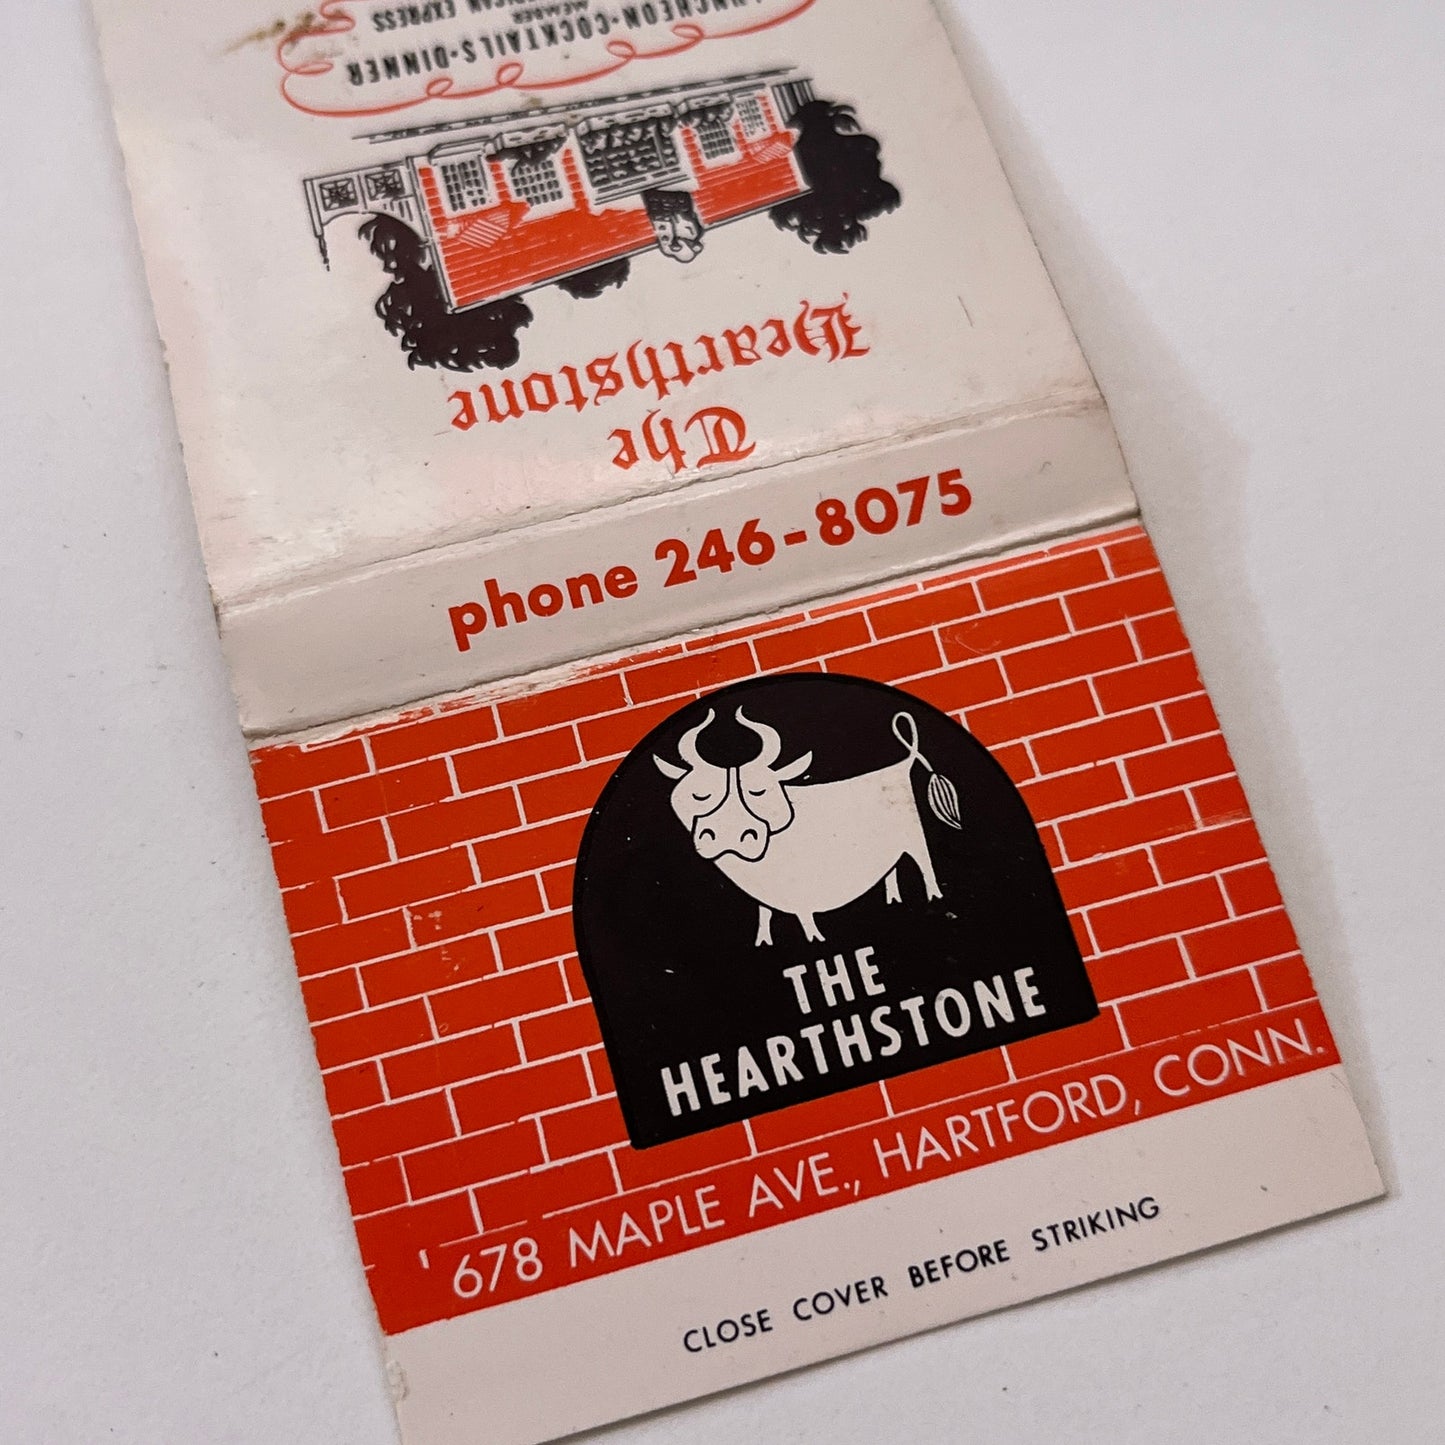 The
Hearthstone
LUNCHEON·COCKTAILS·DINNER
MEMBER
EXPRESS
phone 246-8075
THE
HEARTHSTONE
678 MAPLE AVE., HARTFORD, CONN.
CLOSE COVER BEFORE STRIKING